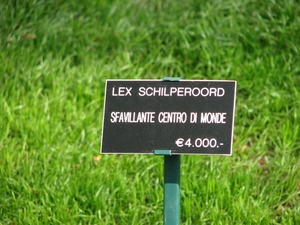 LEX SCHILPEROORD
SFAVILLANTE CENTRO DI MONDE
€4.000,-